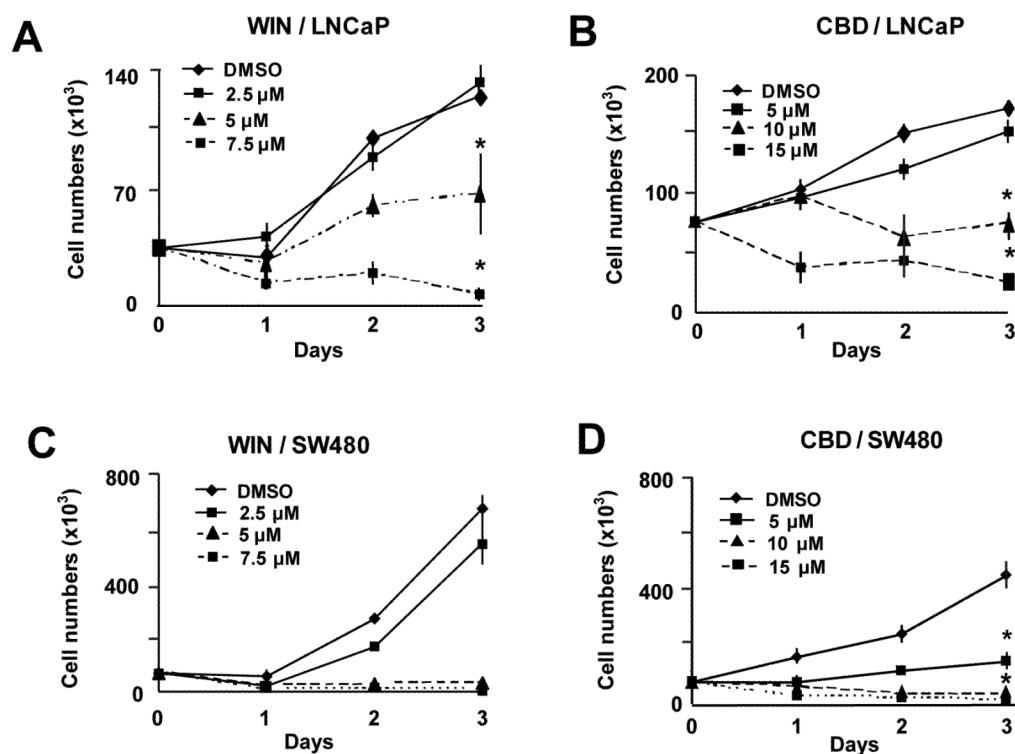 A
WIN / LNCaP
DMSO
2.5 µM
5 µM
7.5 µM
Cell numbers (x10³)
140
70
0
*
*
0 1 2 3
Days
B
CBD / LNCaP
DMSO
5 µM
10 µM
15 µM
Cell numbers (x10³)
200
100
0
*
*
0 1 2 3
Days
C
WIN / SW480
DMSO
2.5 µM
5 µM
7.5 µM
Cell numbers (x10³)
800
400
0
0 1 2 3
Days
D
CBD / SW480
DMSO
5 µM
10 µM
15 µM
Cell numbers (x10³)
800
400
0
*
*
0 1 2 3
Days